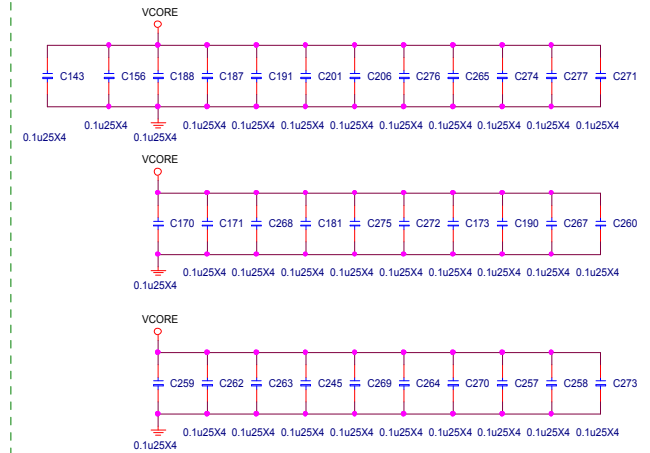 VCORE
C143 C156 C188 C187 C191 C201 C206 C276 C265 C274 C277 C271
0.1u25X4 0.1u25X4 0.1u25X4 0.1u25X4 0.1u25X4 0.1u25X4 0.1u25X4 0.1u25X4 0.1u25X4 0.1u25X4 0.1u25X4
0.1u25X4
VCORE
C170 C171 C268 C181 C275 C272 C173 C190 C267 C260
0.1u25X4 0.1u25X4 0.1u25X4 0.1u25X4 0.1u25X4 0.1u25X4 0.1u25X4 0.1u25X4 0.1u25X4
0.1u25X4
VCORE
C259 C262 C263 C245 C269 C264 C270 C257 C258 C273
0.1u25X4 0.1u25X4 0.1u25X4 0.1u25X4 0.1u25X4 0.1u25X4 0.1u25X4 0.1u25X4 0.1u25X4
0.1u25X4